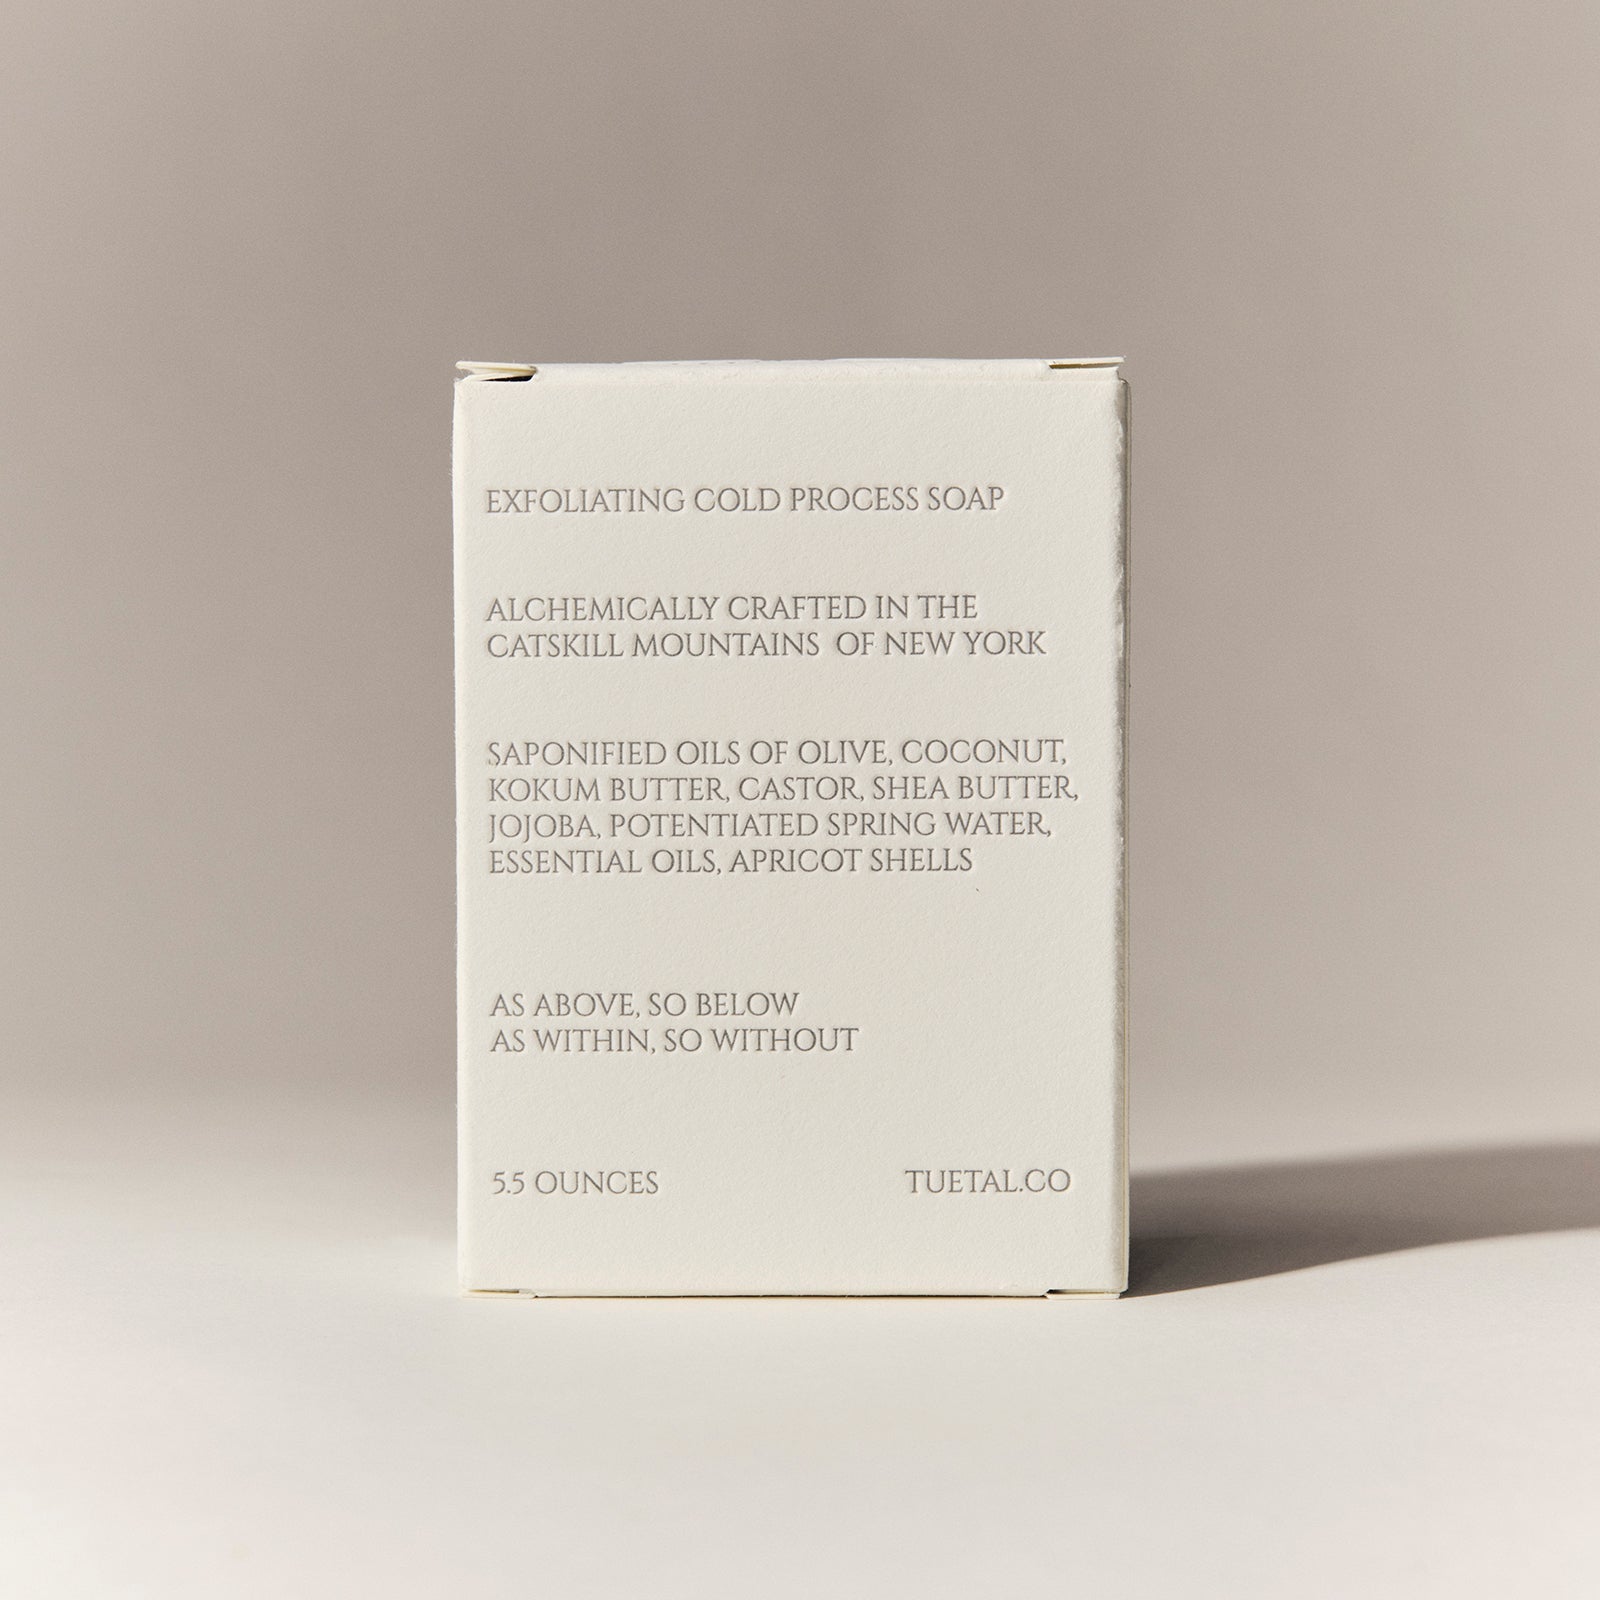 EXFOLIATING COLD PROCESS SOAP
ALCHEMICALLY CRAFTED IN THE
CATSKILL MOUNTAINS OF NEW YORK
SAPONIFIED OILS OF OLIVE, COCONUT,
KOKUM BUTTER, CASTOR, SHEA BUTTER,
JOJOBA, POTENTIATED SPRING WATER,
ESSENTIAL OILS, APRICOT SHELLS
AS ABOVE, SO BELOW
AS WITHIN, SO WITHOUT
5.5 OUNCES
TUETAL.CO